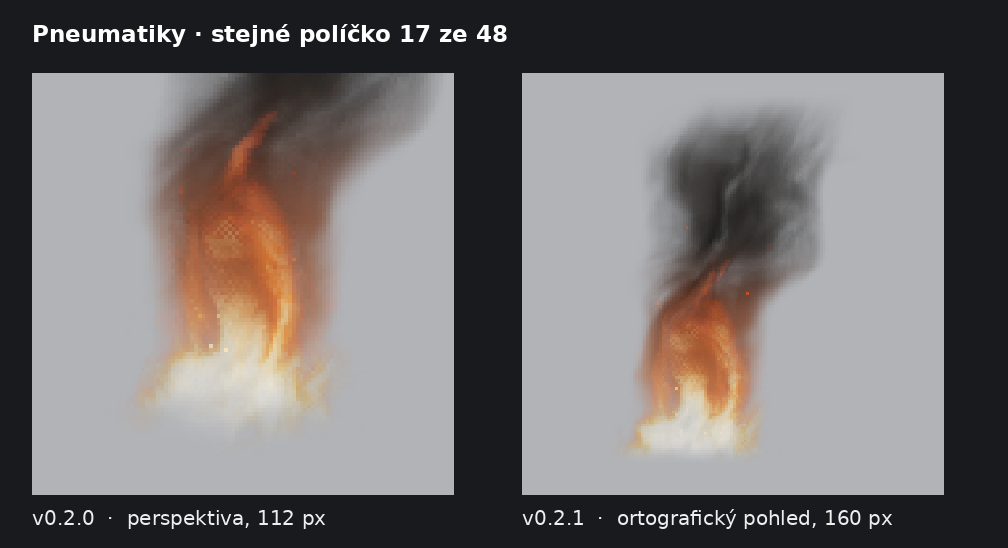 Pneumatiky · stejné políčko 17 ze 48
v0.2.0 · perspektiva, 112 px
v0.2.1 · ortografický pohled, 160 px